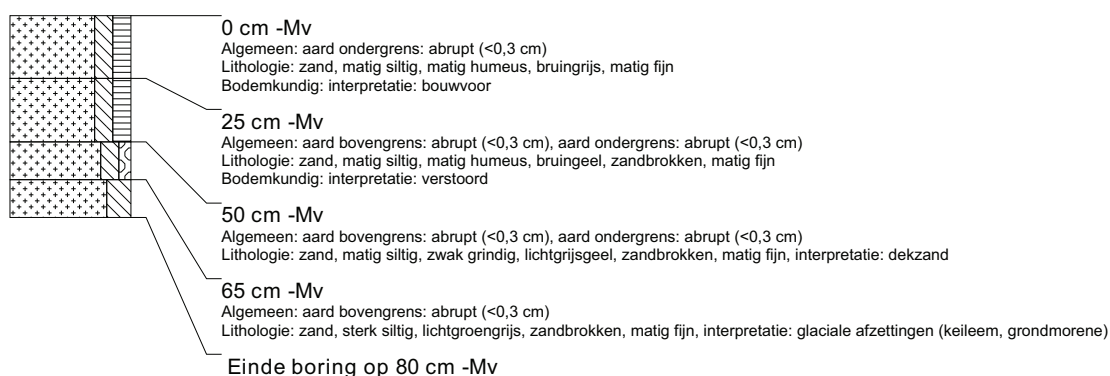 0 cm -Mv
Algemeen: aard ondergrens: abrupt (<0,3 cm)
Lithologie: zand, matig siltig, matig humeus, bruingrijs, matig fijn
Bodemkundig: interpretatie: bouwvoor
25 cm -Mv
Algemeen: aard bovengrens: abrupt (<0,3 cm), aard ondergrens: abrupt (<0,3 cm)
Lithologie: zand, matig siltig, matig humeus, bruingeel, zandbrokken, matig fijn
Bodemkundig: interpretatie: verstoord
50 cm -Mv
Algemeen: aard bovengrens: abrupt (<0,3 cm), aard ondergrens: abrupt (<0,3 cm)
Lithologie: zand, matig siltig, zwak grindig, lichtgrijsgeel, zandbrokken, matig fijn, interpretatie: dekzand
65 cm -Mv
Algemeen: aard bovengrens: abrupt (<0,3 cm)
Lithologie: zand, sterk siltig, lichtgroengrijs, zandbrokken, matig fijn, interpretatie: glaciale afzettingen (keileem, grondmorene)
Einde boring op 80 cm -Mv